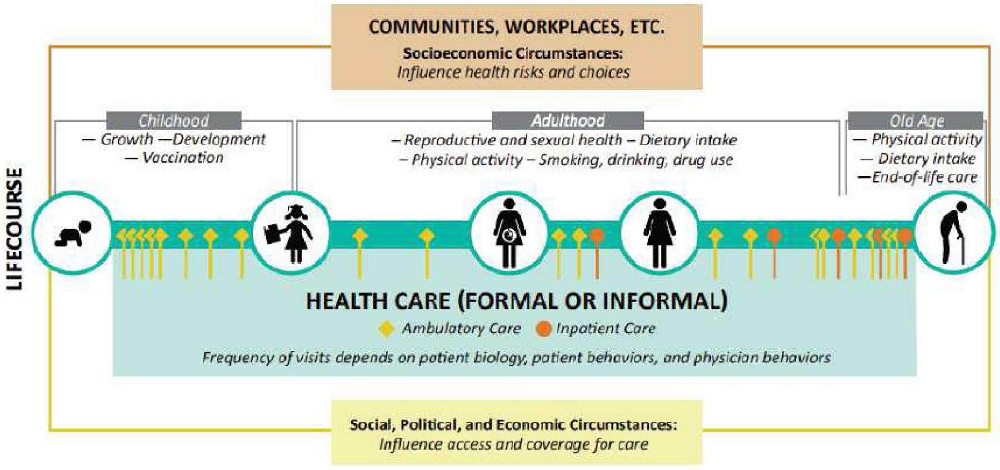 COMMUNITIES, WORKPLACES, ETC.
Socioeconomic Circumstances:
Influence health risks and choices
Childhood
— Growth —Development
— Vaccination
Adulthood
– Reproductive and sexual health – Dietary intake
– Physical activity – Smoking, drinking, drug use
Old Age
— Physical activity
— Dietary intake
—End-of-life care
LIFECOURSE
HEALTH CARE (FORMAL OR INFORMAL)
Ambulatory Care Inpatient Care
Frequency of visits depends on patient biology, patient behaviors, and physician behaviors
Social, Political, and Economic Circumstances:
Influence access and coverage for care